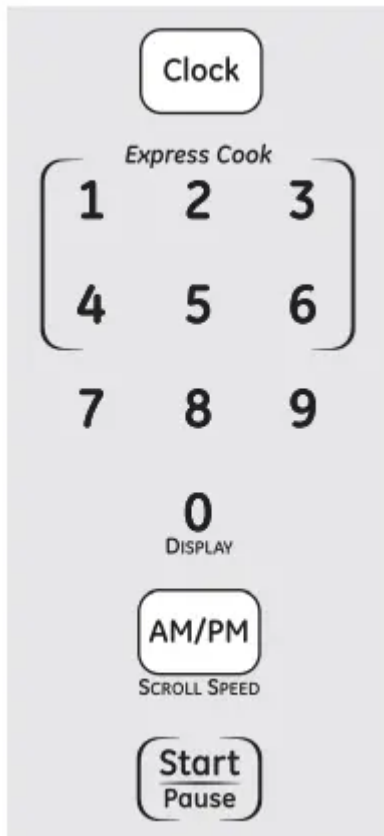 Clock
Express Cook
1 2 3
4 5 6
7 8 9
0
DISPLAY
AM/PM
SCROLL SPEED
Start
Pause